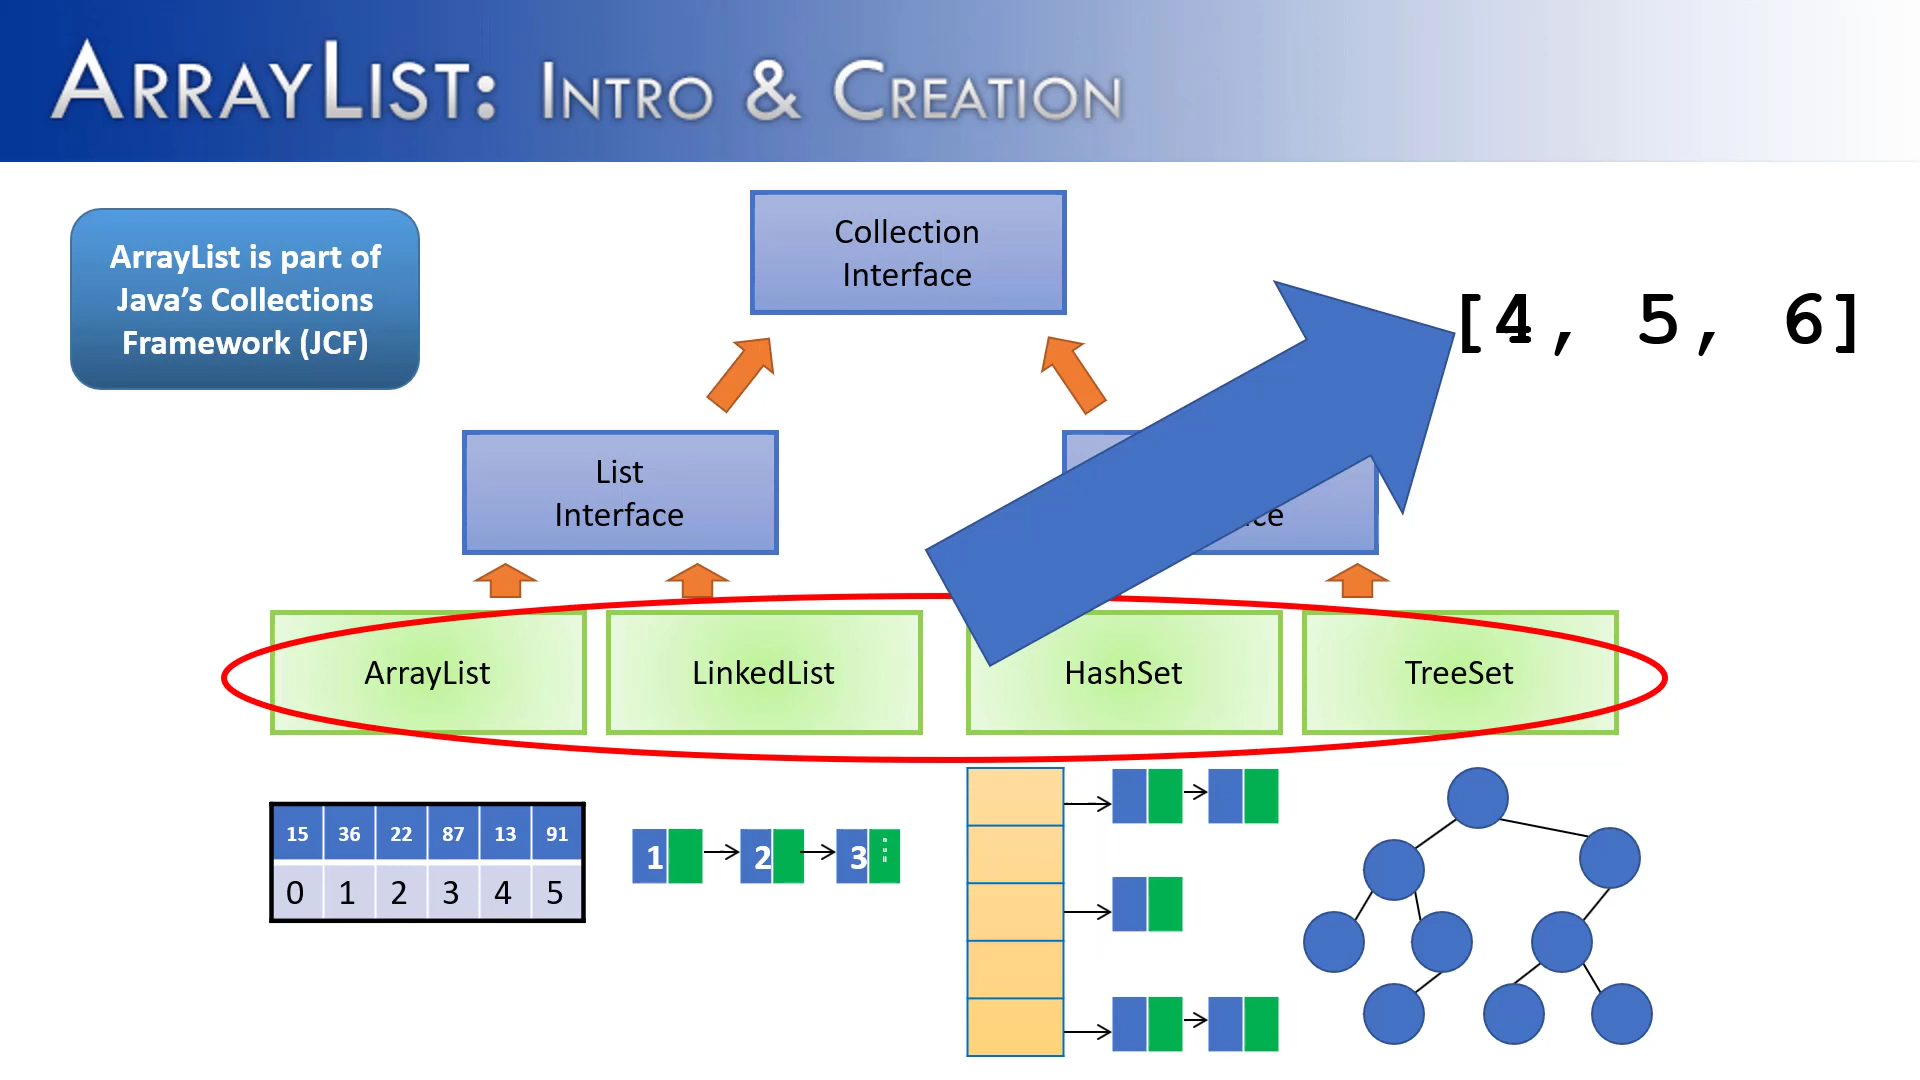 ARRAYLIST: INTRO & CREATION
ArrayList is part of
Java’s Collections
Framework (JCF)
Collection
Interface
[4, 5, 6]
List
Interface
ArrayList
LinkedList
HashSet
TreeSet
15 36 22 87 13 91
0 1 2 3 4 5
1 2 3